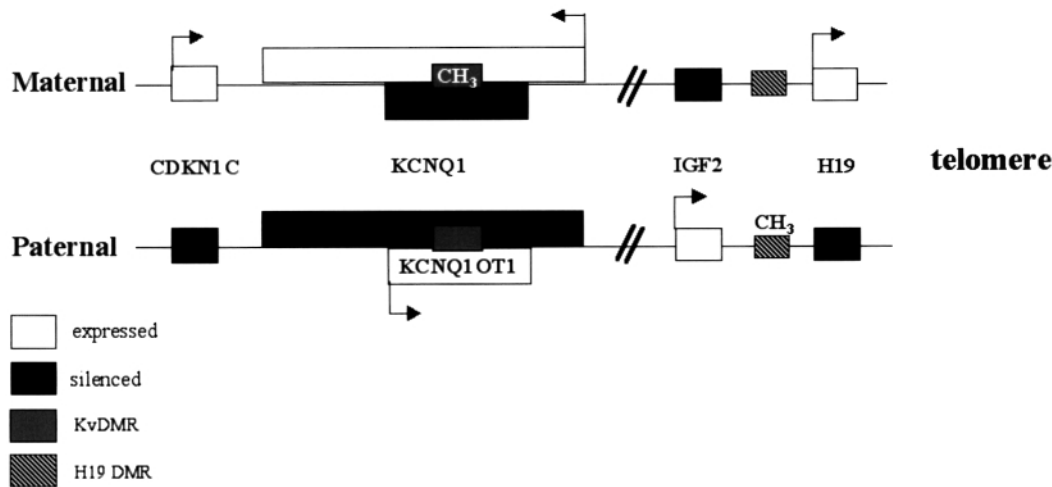 Maternal
CH3
CDKN1C KCNQ1 IGF2 H19
telomere
Paternal
CH3
KCNQ1OT1
expressed
silenced
KvDMR
H19 DMR